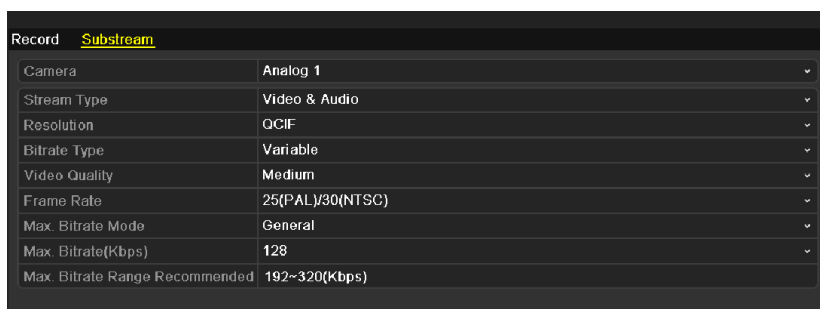 Record Substream
Camera Analog 1
Stream Type Video & Audio
Resolution QCIF
Bitrate Type Variable
Video Quality Medium
Frame Rate 25(PAL)/30(NTSC)
Max. Bitrate Mode General
Max. Bitrate(Kbps) 128
Max. Bitrate Range Recommended 192~320(Kbps)